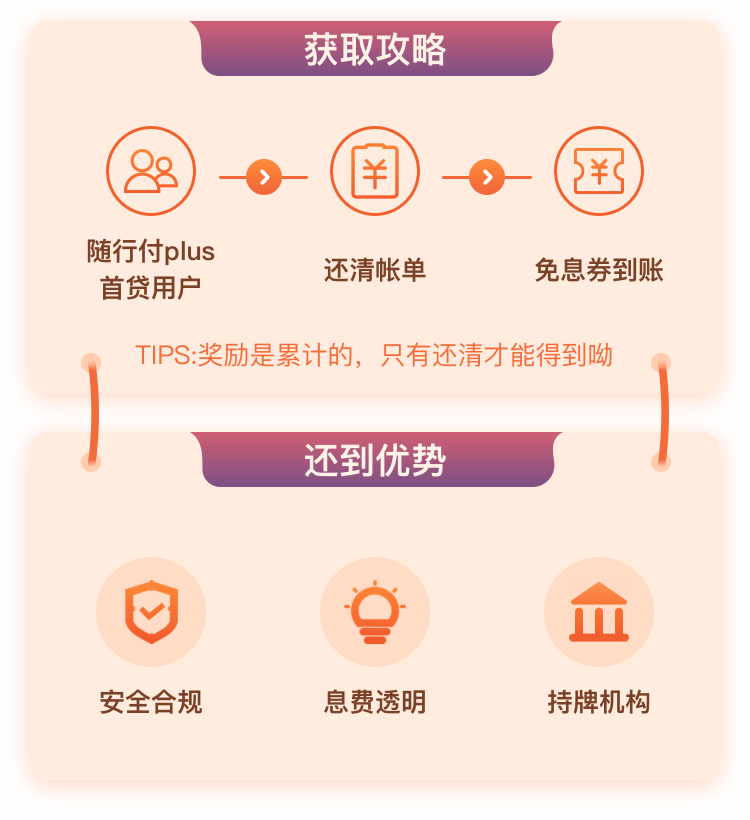 获取攻略
随行付plus
首贷用户
还清帐单
免息券到账
TIPS:奖励是累计的，只有还清才能得到呦
还到优势
安全合规
息费透明
持牌机构